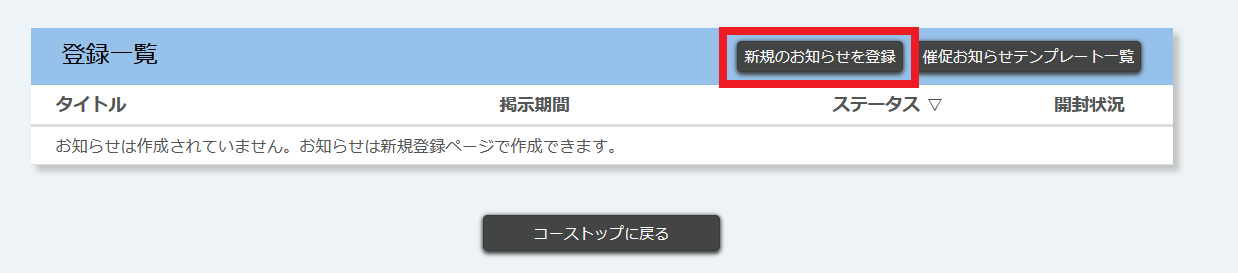 登録一覧 新規のお知らせを登録 催促お知らせテンプレート一覧
タイトル 掲示期間 ステータス ▽ 開封状況
お知らせは作成されていません。お知らせは新規登録ページで作成できます。
コーストップに戻る